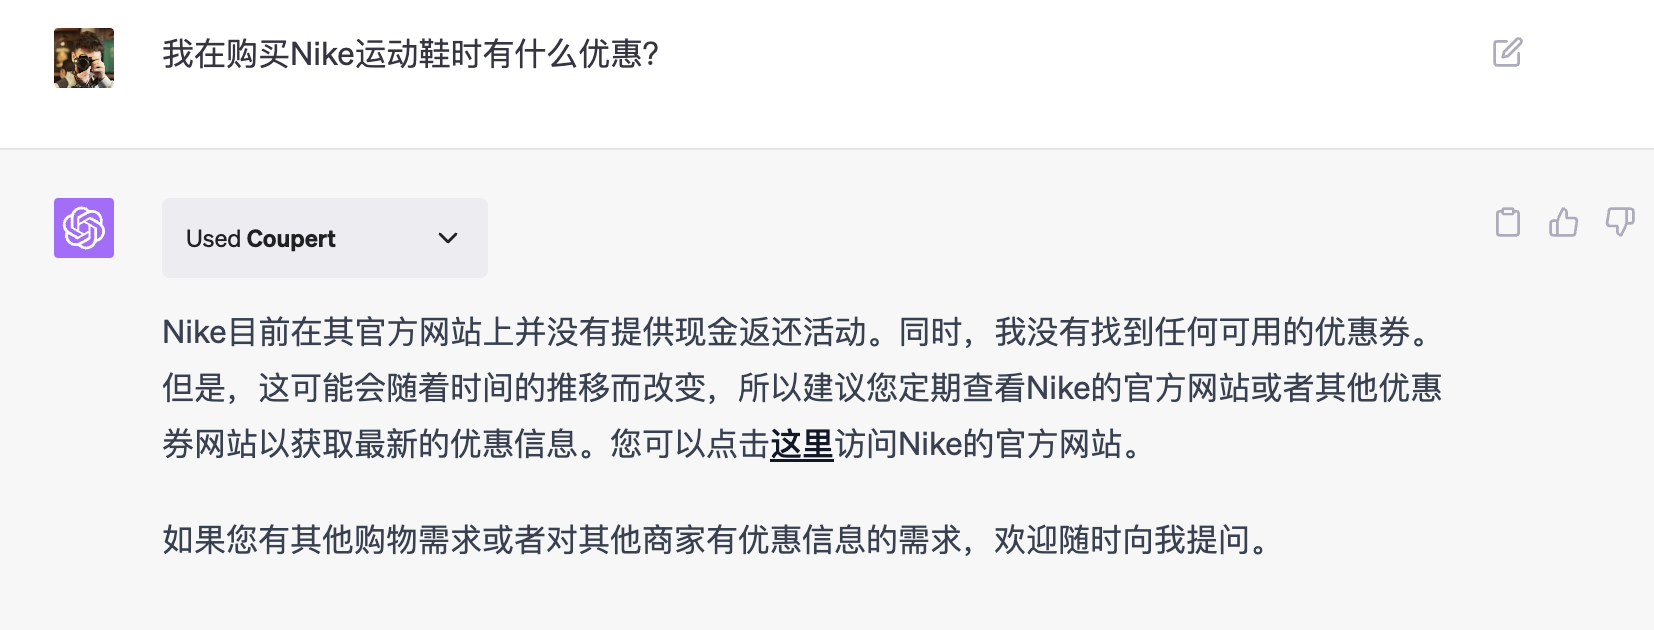 我在购买Nike运动鞋时有什么优惠?
Used Coupert
Nike目前在其官方网站上并没有提供现金返还活动。同时，我没有找到任何可用的优惠券。
但是，这可能会随着时间的推移而改变，所以建议您定期查看Nike的官方网站或者其他优惠
券网站以获取最新的优惠信息。您可以点击这里访问Nike的官方网站。
如果您有其他购物需求或者对其他商家有优惠信息的需求，欢迎随时向我提问。